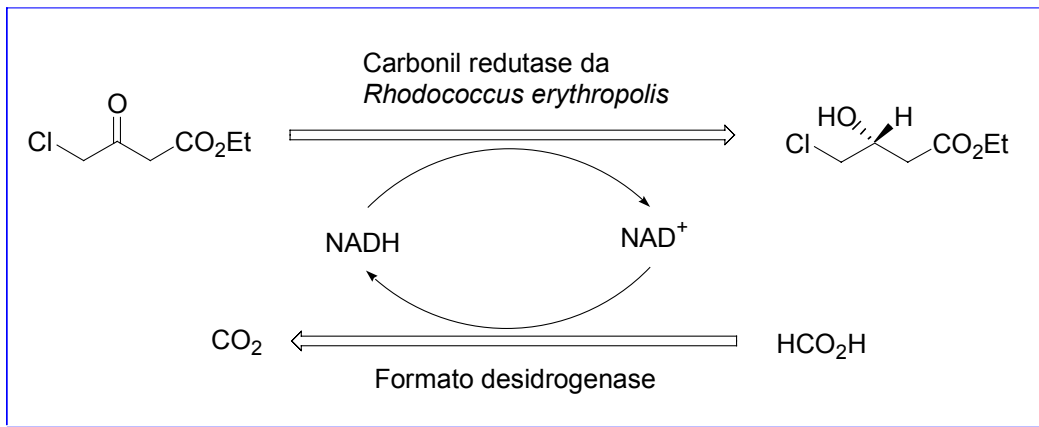 Carbonil redutase da
Rhodococcus erythropolis
O
Cl
CO₂Et
HO
H
Cl
CO₂Et
NADH
NAD⁺
CO₂
HCO₂H
Formato desidrogenase